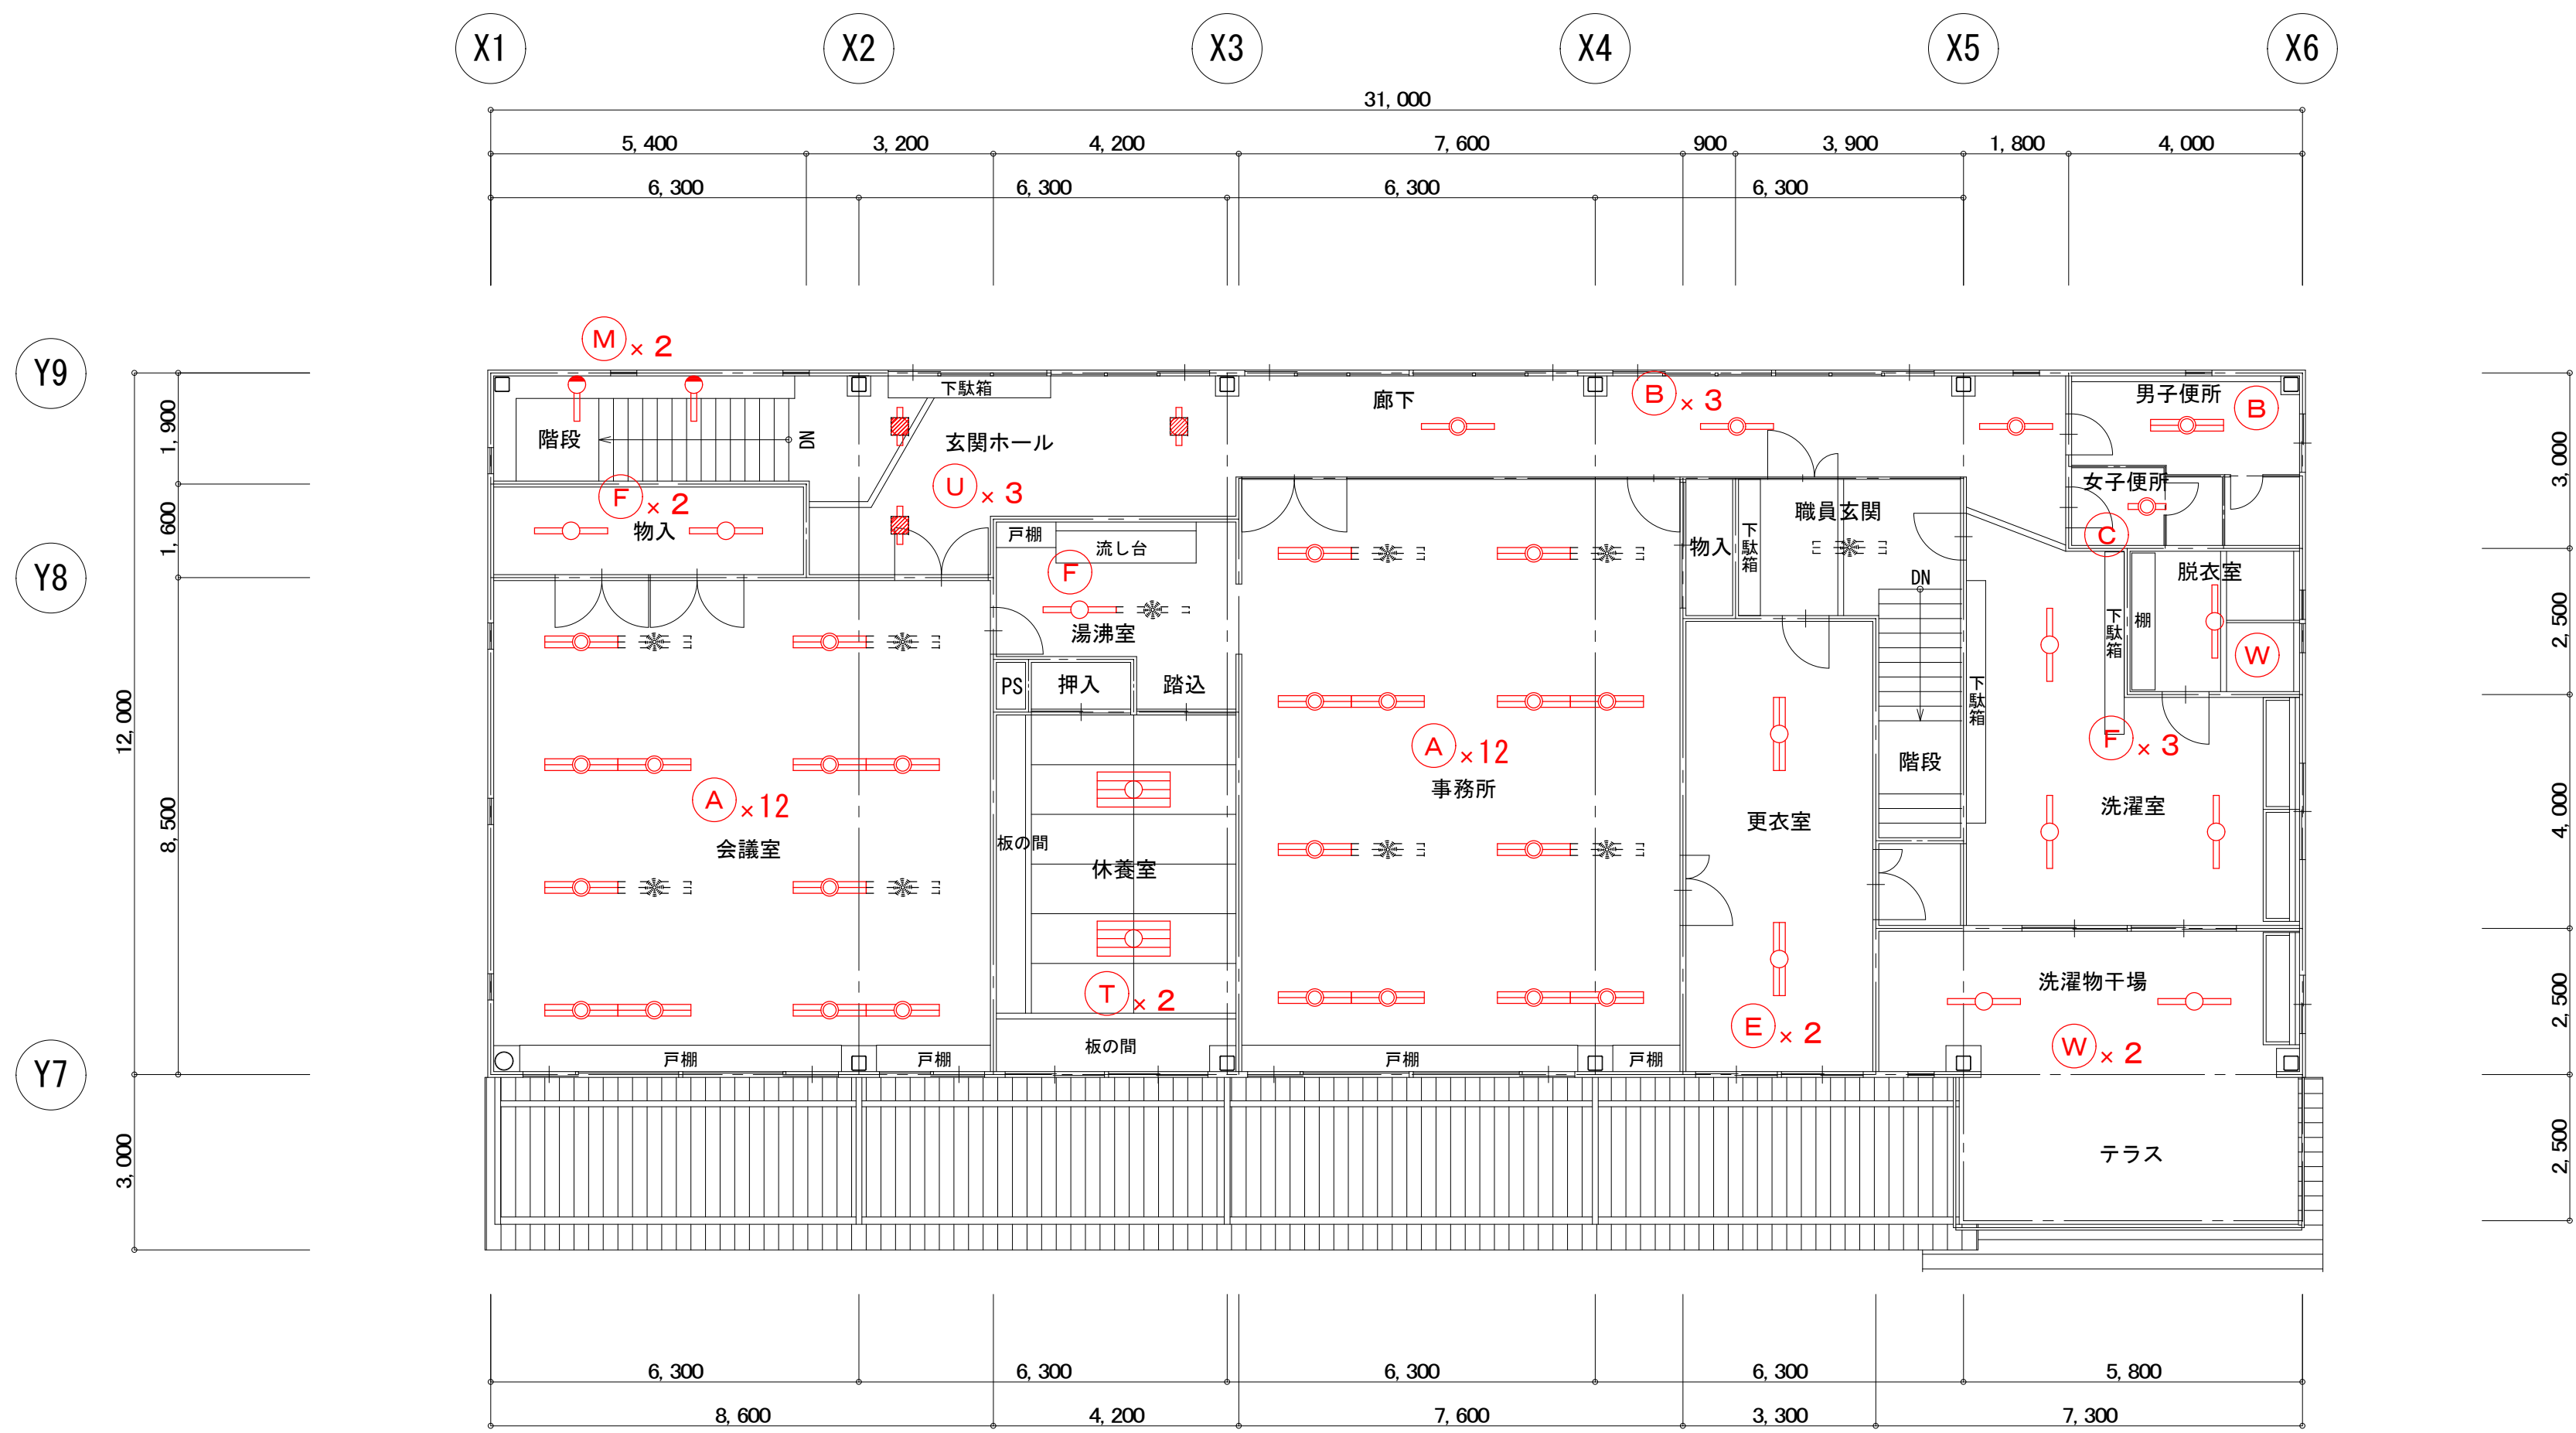 X1 X2 X3 X4 X5 X6
31,000
5,400 3,200 4,200 7,600 900 3,900 1,800 4,000
6,300 6,300 6,300 6,300
M × 2
Y9
下駄箱
廊下
B × 3
男子便所
B
階段
DN
玄関ホール
1,900
3,000
F × 2
U × 3
女子便所
職員玄関
物入
戸棚
流し台
物入
下駄箱
C
1,600
Y8
F
DN
脱衣室
湯沸室
下駄箱
棚
2,500
W
PS
押入
踏込
下駄箱
12,000
A ×12
F × 3
A ×12
事務所
階段
8,500
会議室
板の間
休養室
更衣室
洗濯室
4,000
T × 2
E × 2
洗濯物干場
W × 2
2,500
板の間
戸棚
戸棚
戸棚
戸棚
Y7
3,000
テラス
2,500
6,300 6,300 6,300 6,300 5,800
8,600 4,200 7,600 3,300 7,300